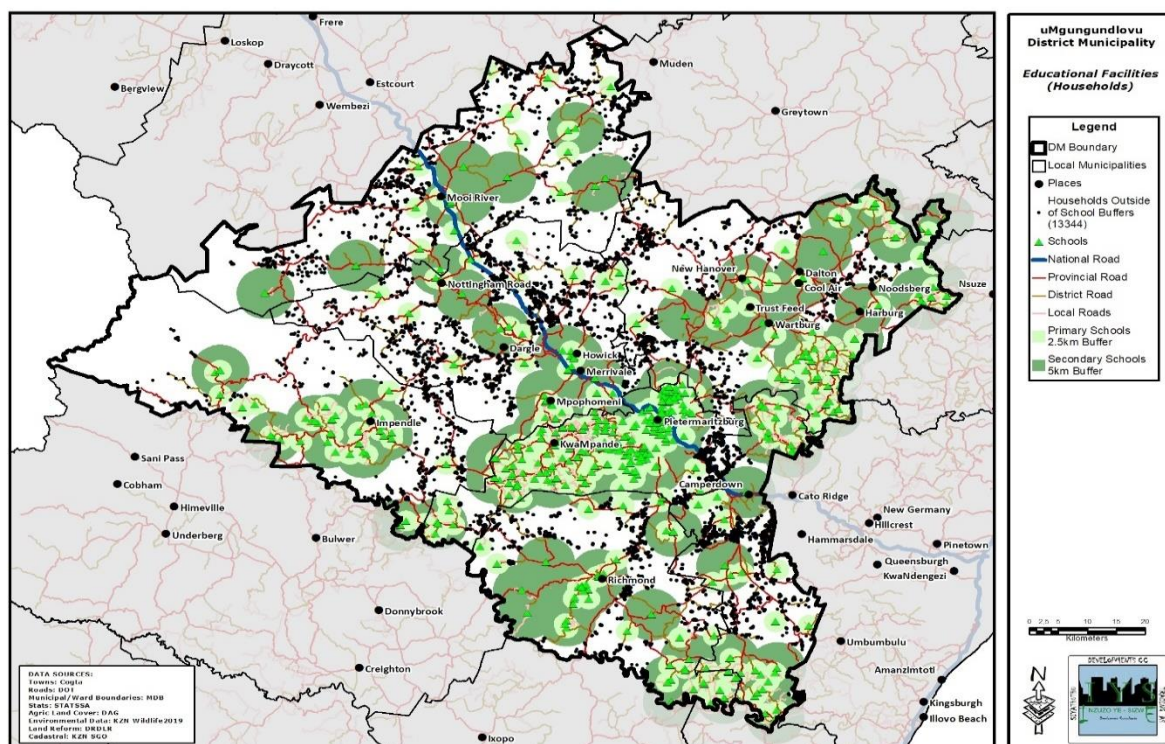 Frere
Loskop
Draycott
Muden
Estcourt
Bergview
Wembezi
Greytown
Mooi River
New Hanover
Dalton
Nsuze
Nottingham Road
Cool Air
Noodsberg
Trust Feed
Harburg
Wartburg
Dargle
Howick
Merrivale
Mpophomeni
Impendle
Pietermaritzburg
KwaMpande
Sani Pass
Cobham
Camperdown
Cato Ridge
Himeville
New Germany
Hillcrest
Underberg
Bulwer
Hammarsdale
Pinetown
Queensburgh
KwaNdengezi
Richmond
Donnybrook
Umbumbulu
Creighton
Amanzimtoti
Kingsburgh
Illovo Beach
Ixopo
DATA SOURCES:
Towns: Cogta
Roads: DOT
Municipal/Ward Boundaries: MDB
Stats: STATSSA
Agric Land Cover: DAG
Environmental Data: KZN Wildlife2019
Land Reform: DRDLR
Cadastral: KZN SGO
uMgungundlovu
District Municipality
Educational Facilities
(Households)
Legend
DM Boundary
Local Municipalities
Places
Households Outside
of School Buffers
(13344)
Schools
National Road
Provincial Road
District Road
Local Roads
Primary Schools
2.5km Buffer
Secondary Schools
5km Buffer
0 2.5 5 10 15 20
Kilometers
N
DEVELOPMENTS CC